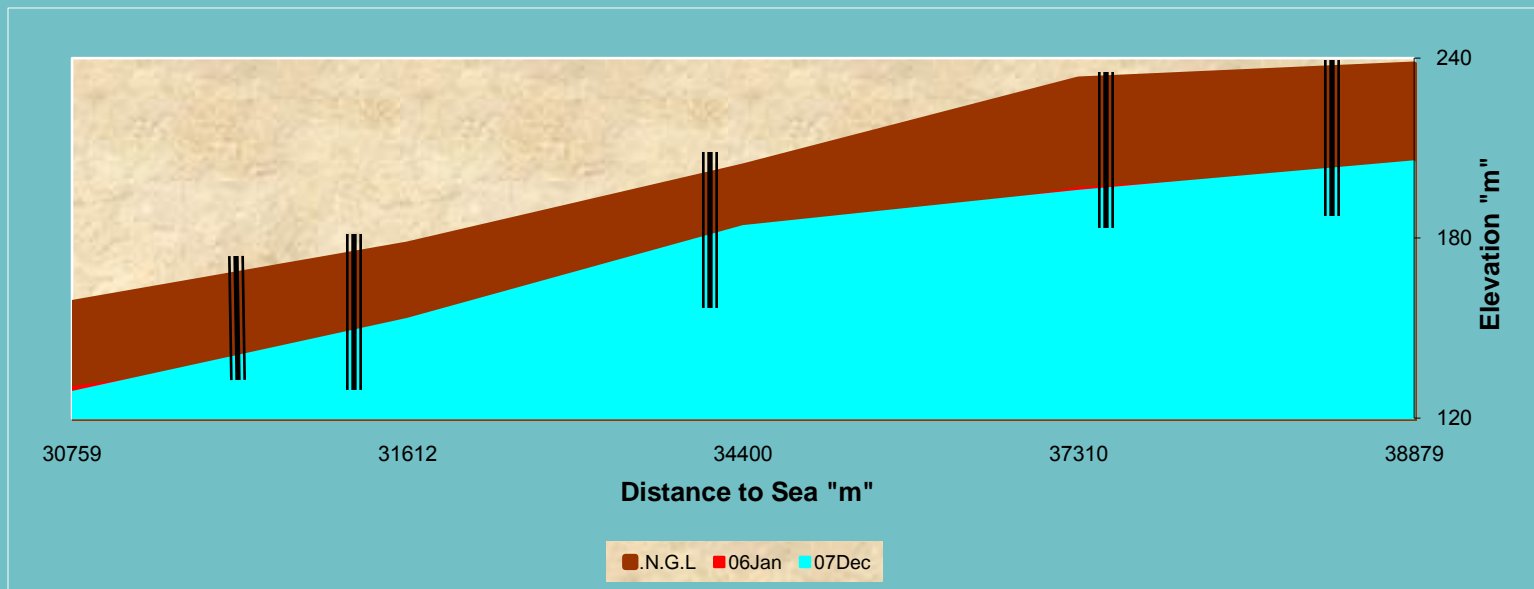 240
180
120
Elevation "m"
30759 31612 34400 37310 38879
Distance to Sea "m"
.N.G.L 06Jan 07Dec